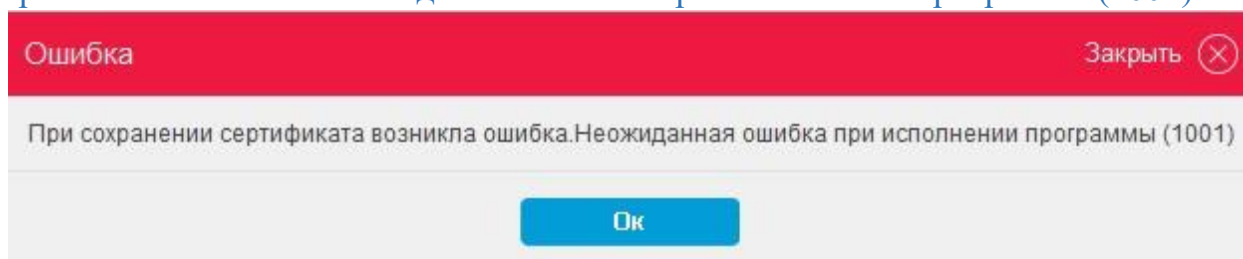 Ошибка
Закрыть
При сохранении сертификата возникла ошибка.Неожиданная ошибка при исполнении программы (1001)
Ок